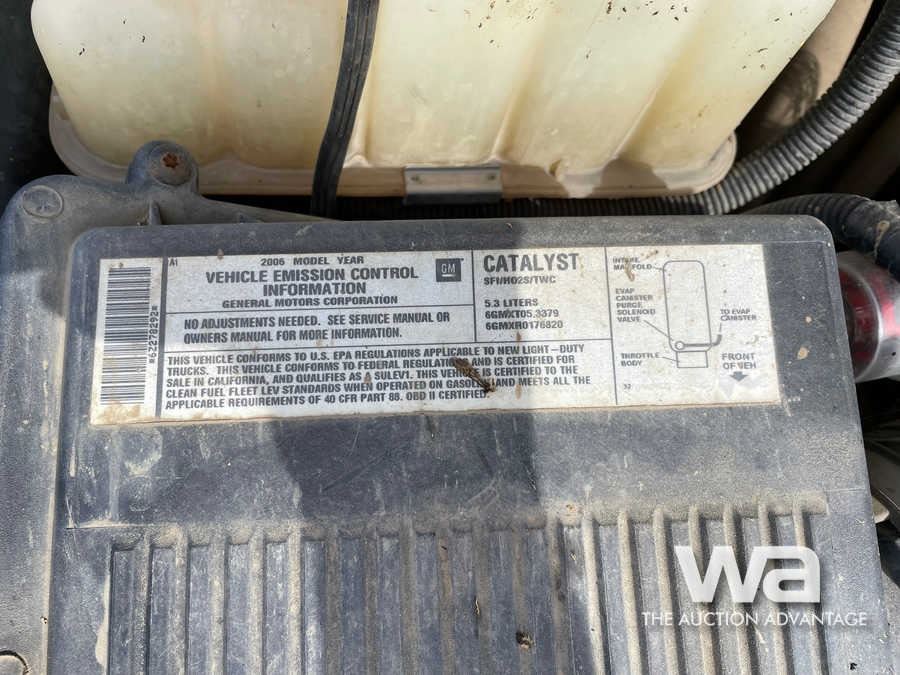 A1
2006 MODEL YEAR
VEHICLE EMISSION CONTROL
INFORMATION
GENERAL MOTORS CORPORATION
GM
NO ADJUSTMENTS NEEDED. SEE SERVICE MANUAL OR
OWNERS MANUAL FOR MORE INFORMATION.
*62278292*
CATALYST
SFI/HO2S/TWC
5.3 LITERS
6GMXT05.3379
6GMXR0176820
THIS VEHICLE CONFORMS TO U.S. EPA REGULATIONS APPLICABLE TO NEW LIGHT-DUTY
TRUCKS. THIS VEHICLE CONFORMS TO FEDERAL REGULATIONS AND IS CERTIFIED FOR
SALE IN CALIFORNIA, AND QUALIFIES AS A SULEV1. THIS VEHICLE IS CERTIFIED TO
CLEAN FUEL FLEET LEV STANDARDS WHEN OPERATED ON GASOLINE AND MEETS ALL THE
APPLICABLE REQUIREMENTS OF 40 CFR PART 88. OBD II CERTIFIED.
INTAKE
MANIFOLD
EVAP
CANISTER
PURGE
SOLENOID
VALVE
TO EVAP
CANISTER
THROTTLE
BODY
FRONT
OF VEH
32
wa
THE AUCTION ADVANTAGE